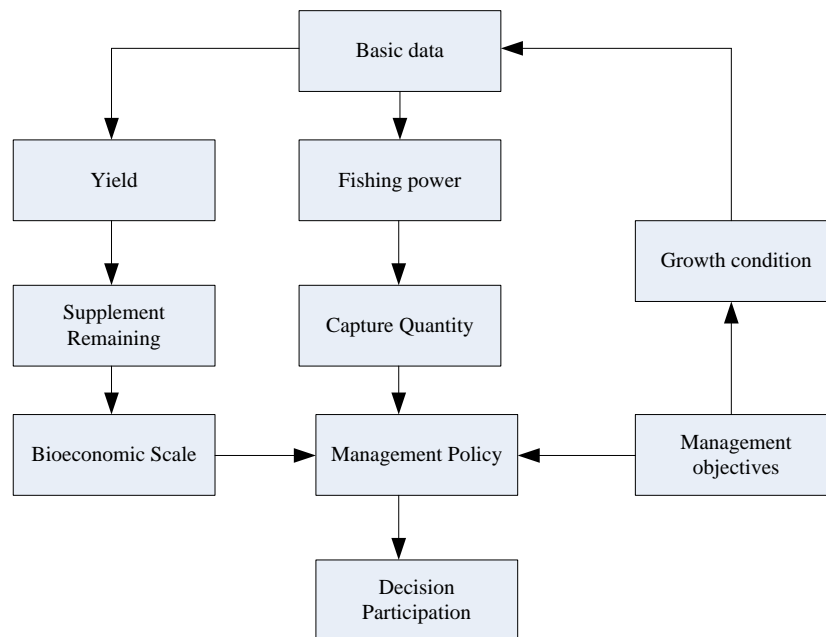 Basic data
Yield
Fishing power
Growth condition
Supplement
Remaining
Capture Quantity
Bioeconomic Scale
Management Policy
Management
objectives
Decision
Participation